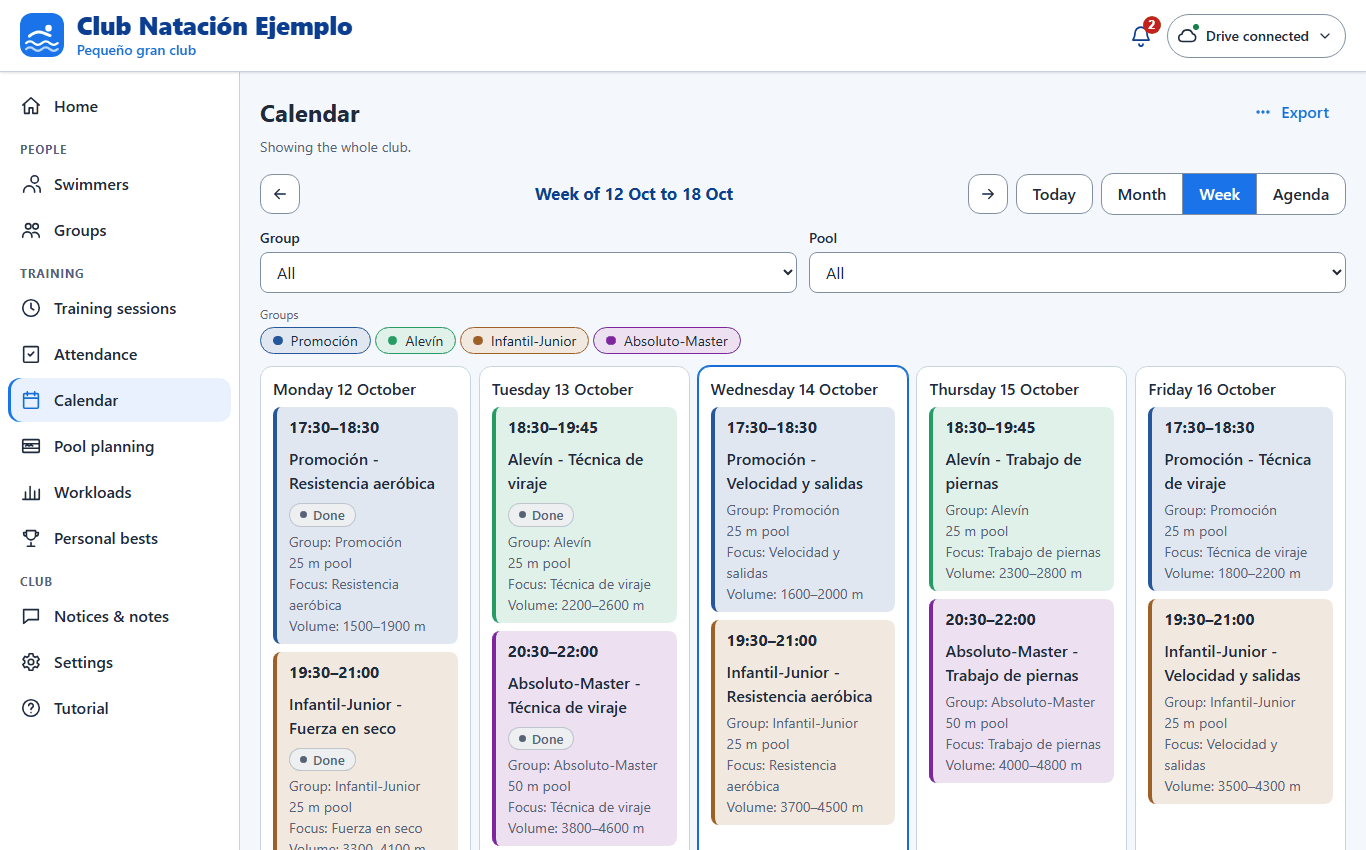 Club Natación Ejemplo
Pequeño gran club
2
Drive connected
Home
PEOPLE
Swimmers
Groups
TRAINING
Training sessions
Attendance
Calendar
Pool planning
Workloads
Personal bests
CLUB
Notices & notes
Settings
Tutorial
Calendar
Export
Showing the whole club.
Week of 12 Oct to 18 Oct
Today
Month
Week
Agenda
Group
All
Pool
All
Groups
Promoción
Alevín
Infantil-Junior
Absoluto-Master
Monday 12 October
17:30–18:30
Promoción -
Resistencia aeróbica
Done
Group: Promoción
25 m pool
Focus: Resistencia
aeróbica
Volume: 1500–1900 m
19:30–21:00
Infantil-Junior -
Fuerza en seco
Done
Group: Infantil-Junior
25 m pool
Focus: Fuerza en seco
Volume: 3300–4100 m
Tuesday 13 October
18:30–19:45
Alevín - Técnica de
viraje
Done
Group: Alevín
25 m pool
Focus: Técnica de viraje
Volume: 2200–2600 m
20:30–22:00
Absoluto-Master -
Técnica de viraje
Done
Group: Absoluto-Master
50 m pool
Focus: Técnica de viraje
Volume: 3800–4600 m
Wednesday 14 October
17:30–18:30
Promoción -
Velocidad y salidas
Group: Promoción
25 m pool
Focus: Velocidad y
salidas
Volume: 1600–2000 m
19:30–21:00
Infantil-Junior -
Resistencia aeróbica
Group: Infantil-Junior
25 m pool
Focus: Resistencia
aeróbica
Volume: 3700–4500 m
Thursday 15 October
18:30–19:45
Alevín - Trabajo de
piernas
Group: Alevín
25 m pool
Focus: Trabajo de piernas
Volume: 2300–2800 m
20:30–22:00
Absoluto-Master -
Trabajo de piernas
Group: Absoluto-Master
50 m pool
Focus: Trabajo de piernas
Volume: 4000–4800 m
Friday 16 October
17:30–18:30
Promoción - Técnica
de viraje
Group: Promoción
25 m pool
Focus: Técnica de viraje
Volume: 1800–2200 m
19:30–21:00
Infantil-Junior -
Velocidad y salidas
Group: Infantil-Junior
25 m pool
Focus: Velocidad y
salidas
Volume: 3500–4300 m